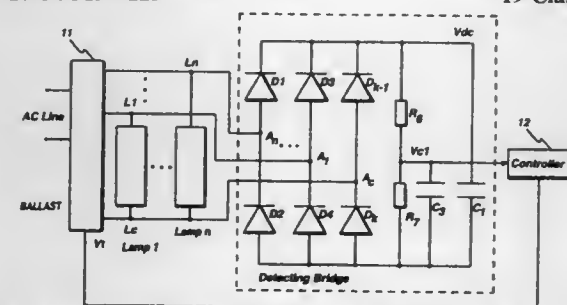 11
Ln
Vdc
D1
D3
Dk-1
L1
AC Line
An
R6
12
A1
Vc1
Controller
Ac
BALLAST
D2
D4
Dk
R7
C3
C1
Vt
Lc
Lamp n
Lamp 1
Detecting Bridge